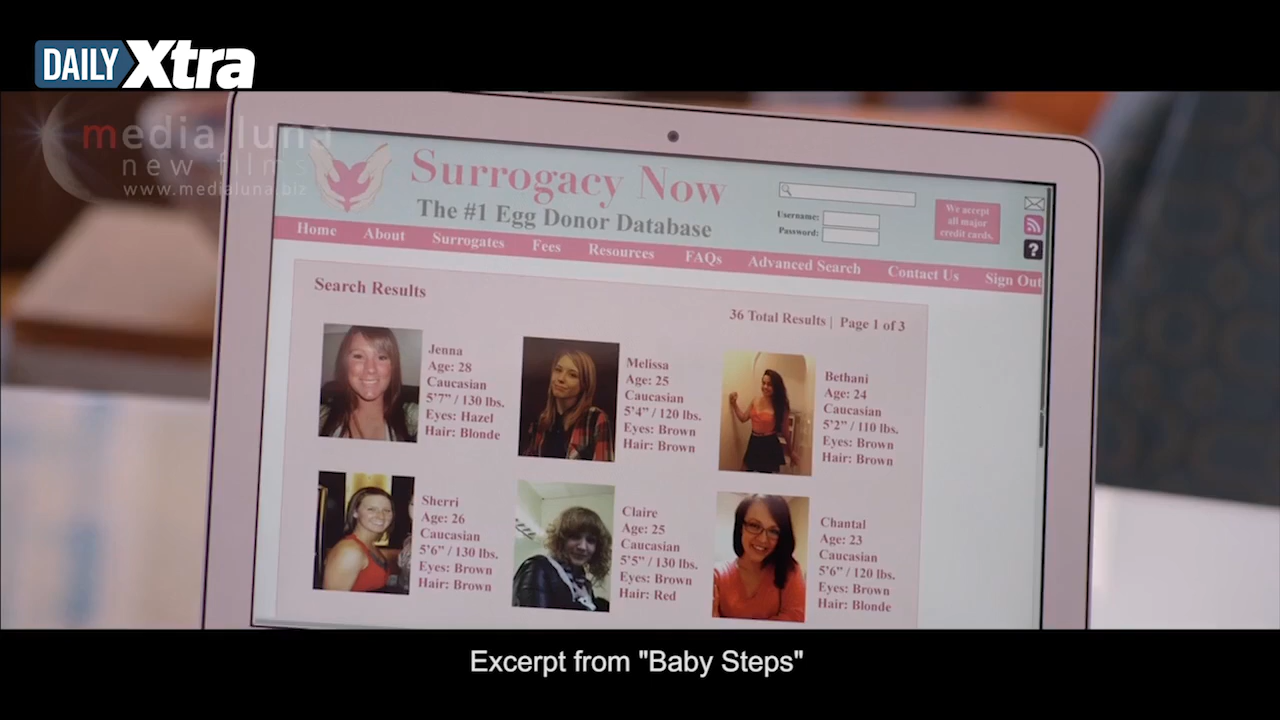 DAILY Xtra
media luna
new films
www.medialuna.biz
Surrogacy Now
The #1 Egg Donor Database
Username:
Password:
We accept
all major
credit cards.
?
Home About Surrogates Fees Resources FAQs Advanced Search Contact Us Sign Out
Search Results
36 Total Results | Page 1 of 3
Jenna
Age: 28
Caucasian
5'7" / 130 lbs.
Eyes: Hazel
Hair: Blonde
Melissa
Age: 25
Caucasian
5'4" / 120 lbs.
Eyes: Brown
Hair: Brown
Bethani
Age: 24
Caucasian
5'2" / 110 lbs.
Eyes: Brown
Hair: Brown
Sherri
Age: 26
Caucasian
5'6" / 130 lbs.
Eyes: Brown
Hair: Brown
Claire
Age: 25
Caucasian
5'5" / 130 lbs.
Eyes: Brown
Hair: Red
Chantal
Age: 23
Caucasian
5'6" / 120 lbs.
Eyes: Brown
Hair: Blonde
Excerpt from "Baby Steps"